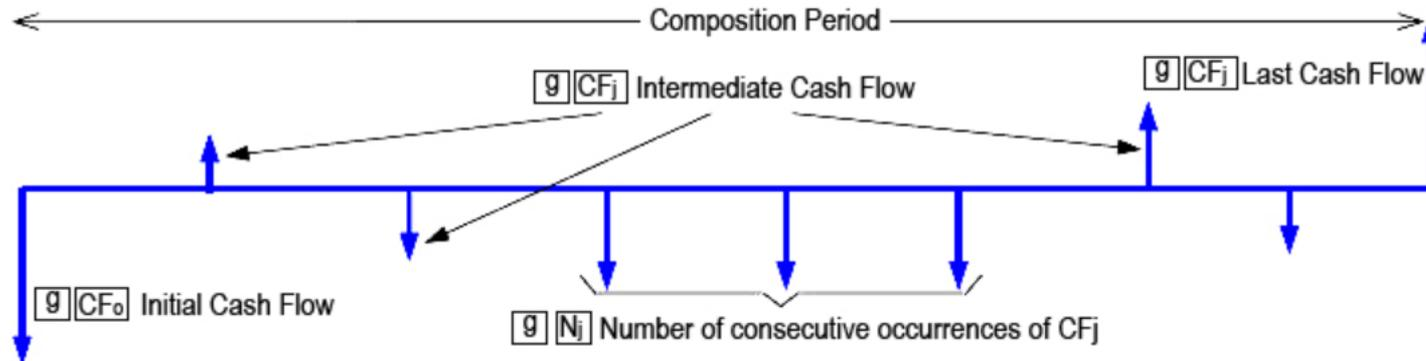 Composition Period
g CFj Intermediate Cash Flow
g CFj Last Cash Flow
g CFo Initial Cash Flow
g Nj Number of consecutive occurrences of CFj